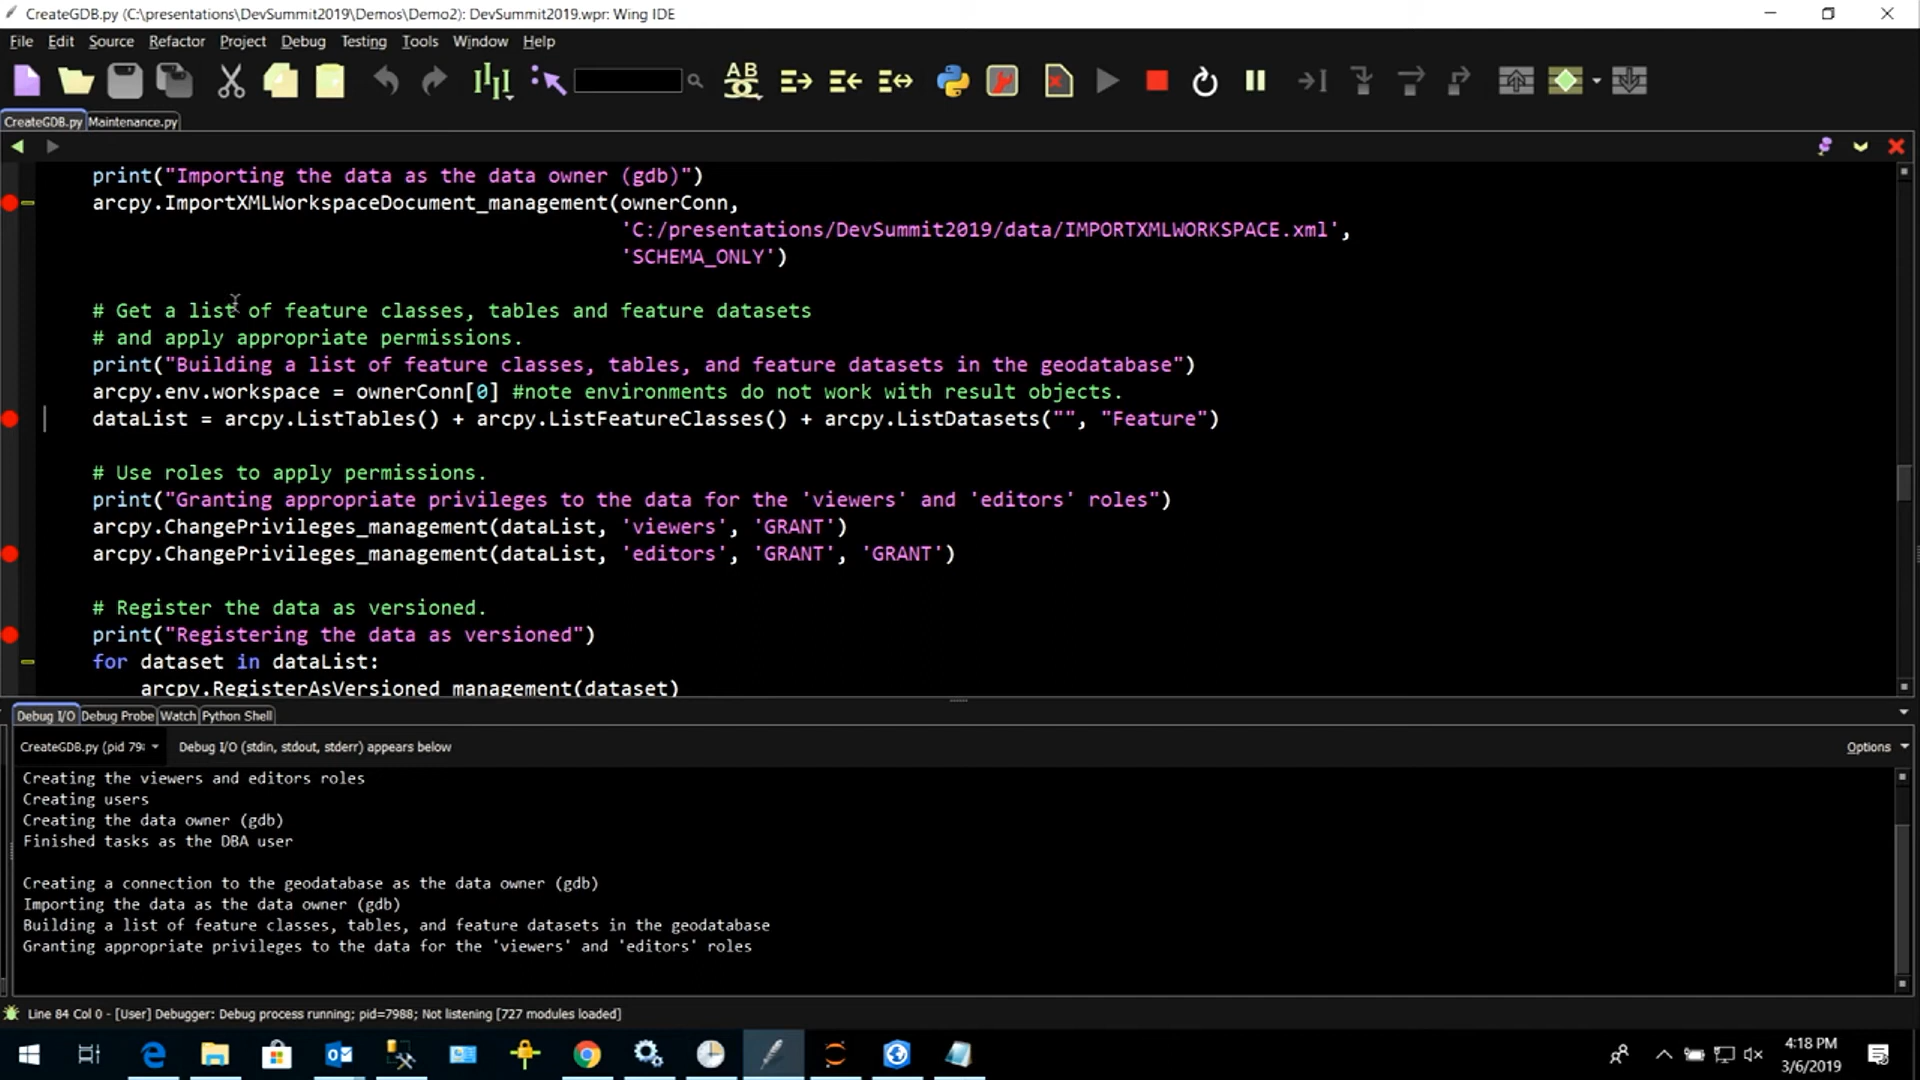 CreateGDB.py (C:\presentations\DevSummit2019\Demos\Demo2): DevSummit2019.wpr: Wing IDE
File Edit Source Refactor Project Debug Testing Tools Window Help
AB
CreateGDB.py Maintenance.py
print("Importing the data as the data owner (gdb)")
arcpy.ImportXMLWorkspaceDocument_management(ownerConn,
'C:/presentations/DevSummit2019/data/IMPORTXMLWORKSPACE.xml',
'SCHEMA_ONLY')
# Get a list of feature classes, tables and feature datasets
# and apply appropriate permissions.
print("Building a list of feature classes, tables, and feature datasets in the geodatabase")
arcpy.env.workspace = ownerConn[0] #note environments do not work with result objects.
dataList = arcpy.ListTables() + arcpy.ListFeatureClasses() + arcpy.ListDatasets("", "Feature")
# Use roles to apply permissions.
print("Granting appropriate privileges to the data for the 'viewers' and 'editors' roles")
arcpy.ChangePrivileges_management(dataList, 'viewers', 'GRANT')
arcpy.ChangePrivileges_management(dataList, 'editors', 'GRANT', 'GRANT')
# Register the data as versioned.
print("Registering the data as versioned")
for dataset in dataList:
arcpy.RegisterAsVersioned_management(dataset)
Debug I/O Debug Probe Watch Python Shell
CreateGDB.py (pid 79 Debug I/O (stdin, stdout, stderr) appears below Options
Creating the viewers and editors roles
Creating users
Creating the data owner (gdb)
Finished tasks as the DBA user
Creating a connection to the geodatabase as the data owner (gdb)
Importing the data as the data owner (gdb)
Building a list of feature classes, tables, and feature datasets in the geodatabase
Granting appropriate privileges to the data for the 'viewers' and 'editors' roles
Line 84 Col 0 - [User] Debugger: Debug process running; pid=7988; Not listening [727 modules loaded]
4:18 PM
3/6/2019